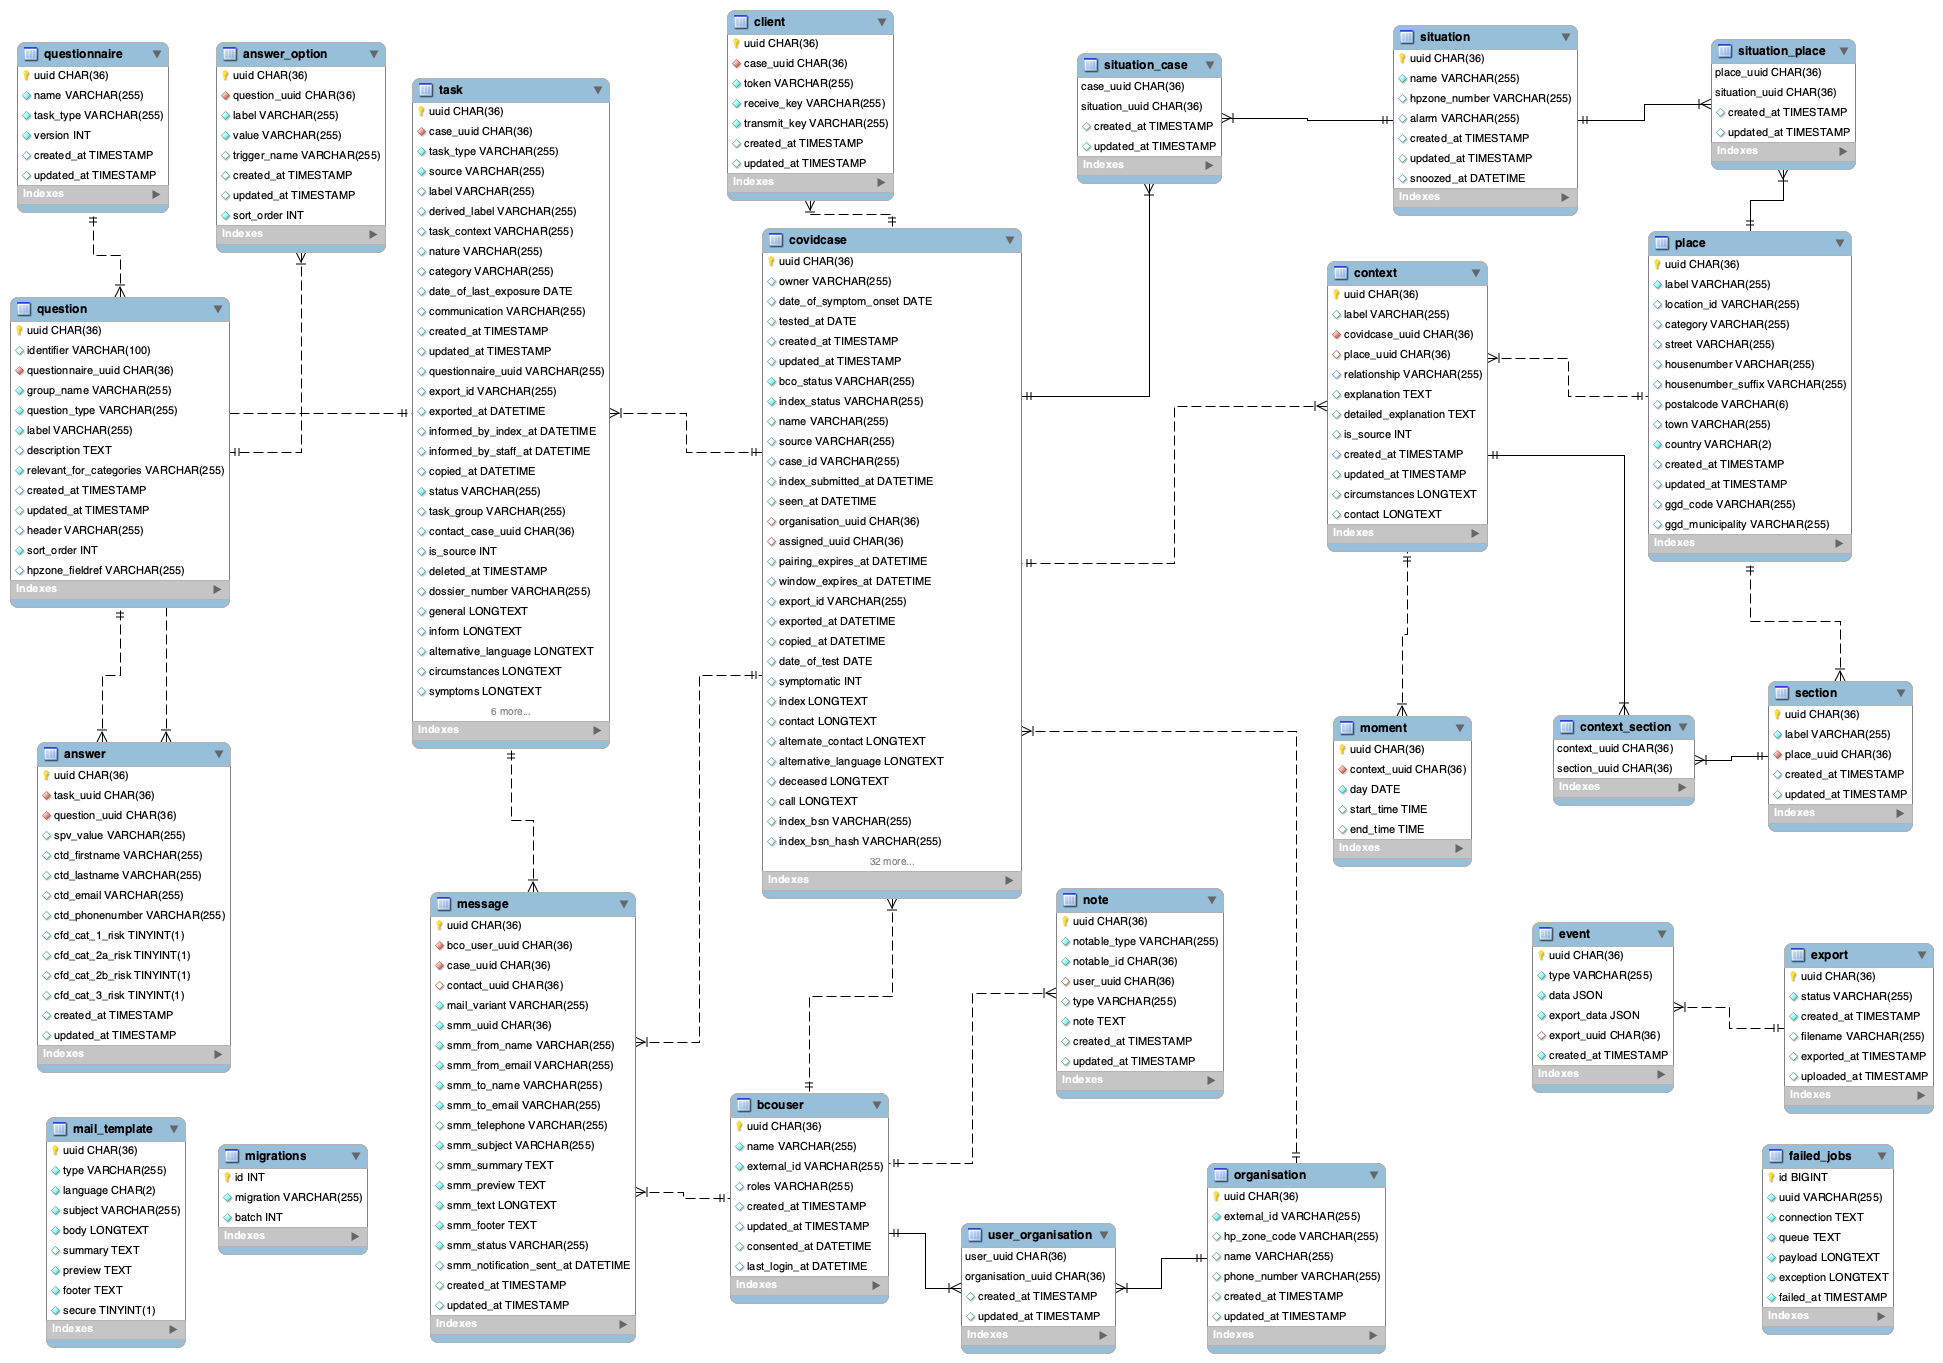 questionnaire
uuid CHAR(36)
name VARCHAR(255)
task_type VARCHAR(255)
version INT
created_at TIMESTAMP
updated_at TIMESTAMP
Indexes
answer_option
uuid CHAR(36)
question_uuid CHAR(36)
label VARCHAR(255)
value VARCHAR(255)
trigger_name VARCHAR(255)
created_at TIMESTAMP
updated_at TIMESTAMP
sort_order INT
Indexes
task
uuid CHAR(36)
case_uuid CHAR(36)
task_type VARCHAR(255)
source VARCHAR(255)
label VARCHAR(255)
derived_label VARCHAR(255)
task_context VARCHAR(255)
nature VARCHAR(255)
category VARCHAR(255)
date_of_last_exposure DATE
communication VARCHAR(255)
created_at TIMESTAMP
updated_at TIMESTAMP
questionnaire_uuid VARCHAR(255)
export_id VARCHAR(255)
exported_at DATETIME
informed_by_index_at DATETIME
informed_by_staff_at DATETIME
copied_at DATETIME
status VARCHAR(255)
task_group VARCHAR(255)
contact_case_uuid CHAR(36)
is_source INT
deleted_at TIMESTAMP
dossier_number VARCHAR(255)
general LONGTEXT
inform LONGTEXT
alternative_language LONGTEXT
circumstances LONGTEXT
symptoms LONGTEXT
6 more...
Indexes
client
uuid CHAR(36)
case_uuid CHAR(36)
token VARCHAR(255)
receive_key VARCHAR(255)
transmit_key VARCHAR(255)
created_at TIMESTAMP
updated_at TIMESTAMP
Indexes
situation_case
case_uuid CHAR(36)
situation_uuid CHAR(36)
created_at TIMESTAMP
updated_at TIMESTAMP
Indexes
situation
uuid CHAR(36)
name VARCHAR(255)
hpzone_number VARCHAR(255)
alarm VARCHAR(255)
created_at TIMESTAMP
updated_at TIMESTAMP
snoozed_at DATETIME
Indexes
situation_place
place_uuid CHAR(36)
situation_uuid CHAR(36)
created_at TIMESTAMP
updated_at TIMESTAMP
Indexes
question
uuid CHAR(36)
identifier VARCHAR(100)
questionnaire_uuid CHAR(36)
group_name VARCHAR(255)
question_type VARCHAR(255)
label VARCHAR(255)
description TEXT
relevant_for_categories VARCHAR(255)
created_at TIMESTAMP
updated_at TIMESTAMP
header VARCHAR(255)
sort_order INT
hpzone_fieldref VARCHAR(255)
Indexes
covidcase
uuid CHAR(36)
owner VARCHAR(255)
date_of_symptom_onset DATE
tested_at DATE
created_at TIMESTAMP
updated_at TIMESTAMP
bco_status VARCHAR(255)
index_status VARCHAR(255)
name VARCHAR(255)
source VARCHAR(255)
case_id VARCHAR(255)
index_submitted_at DATETIME
seen_at DATETIME
organisation_uuid CHAR(36)
assigned_uuid CHAR(36)
pairing_expires_at DATETIME
window_expires_at DATETIME
export_id VARCHAR(255)
exported_at DATETIME
copied_at DATETIME
date_of_test DATE
symptomatic INT
index LONGTEXT
contact LONGTEXT
alternate_contact LONGTEXT
alternative_language LONGTEXT
deceased LONGTEXT
call LONGTEXT
index_bsn VARCHAR(255)
index_bsn_hash VARCHAR(255)
32 more...
Indexes
context
uuid CHAR(36)
label VARCHAR(255)
covidcase_uuid CHAR(36)
place_uuid CHAR(36)
relationship VARCHAR(255)
explanation TEXT
detailed_explanation TEXT
is_source INT
created_at TIMESTAMP
updated_at TIMESTAMP
circumstances LONGTEXT
contact LONGTEXT
Indexes
place
uuid CHAR(36)
label VARCHAR(255)
location_id VARCHAR(255)
category VARCHAR(255)
street VARCHAR(255)
housenumber VARCHAR(255)
housenumber_suffix VARCHAR(255)
postalcode VARCHAR(6)
town VARCHAR(255)
country VARCHAR(2)
created_at TIMESTAMP
updated_at TIMESTAMP
ggd_code VARCHAR(255)
ggd_municipality VARCHAR(255)
Indexes
answer
uuid CHAR(36)
task_uuid CHAR(36)
question_uuid CHAR(36)
spv_value VARCHAR(255)
ctd_firstname VARCHAR(255)
ctd_lastname VARCHAR(255)
ctd_email VARCHAR(255)
ctd_phonenumber VARCHAR(255)
cfd_cat_1_risk TINYINT(1)
cfd_cat_2a_risk TINYINT(1)
cfd_cat_2b_risk TINYINT(1)
cfd_cat_3_risk TINYINT(1)
created_at TIMESTAMP
updated_at TIMESTAMP
Indexes
moment
uuid CHAR(36)
context_uuid CHAR(36)
day DATE
start_time TIME
end_time TIME
Indexes
context_section
context_uuid CHAR(36)
section_uuid CHAR(36)
Indexes
section
uuid CHAR(36)
label VARCHAR(255)
place_uuid CHAR(36)
created_at TIMESTAMP
updated_at TIMESTAMP
Indexes
message
uuid CHAR(36)
bco_user_uuid CHAR(36)
case_uuid CHAR(36)
contact_uuid CHAR(36)
mail_variant VARCHAR(255)
smm_uuid CHAR(36)
smm_from_name VARCHAR(255)
smm_from_email VARCHAR(255)
smm_to_name VARCHAR(255)
smm_to_email VARCHAR(255)
smm_telephone VARCHAR(255)
smm_subject VARCHAR(255)
smm_summary TEXT
smm_preview TEXT
smm_text LONGTEXT
smm_footer TEXT
smm_status VARCHAR(255)
smm_notification_sent_at DATETIME
created_at TIMESTAMP
updated_at TIMESTAMP
Indexes
note
uuid CHAR(36)
notable_type VARCHAR(255)
notable_id CHAR(36)
user_uuid CHAR(36)
type VARCHAR(255)
note TEXT
created_at TIMESTAMP
updated_at TIMESTAMP
Indexes
event
uuid CHAR(36)
type VARCHAR(255)
data JSON
export_data JSON
export_uuid CHAR(36)
created_at TIMESTAMP
Indexes
export
uuid CHAR(36)
status VARCHAR(255)
created_at TIMESTAMP
filename VARCHAR(255)
exported_at TIMESTAMP
uploaded_at TIMESTAMP
Indexes
mail_template
uuid CHAR(36)
type VARCHAR(255)
language CHAR(2)
subject VARCHAR(255)
body LONGTEXT
summary TEXT
preview TEXT
footer TEXT
secure TINYINT(1)
Indexes
migrations
id INT
migration VARCHAR(255)
batch INT
Indexes
bcouser
uuid CHAR(36)
name VARCHAR(255)
external_id VARCHAR(255)
roles VARCHAR(255)
created_at TIMESTAMP
updated_at TIMESTAMP
consented_at DATETIME
last_login_at DATETIME
Indexes
user_organisation
user_uuid CHAR(36)
organisation_uuid CHAR(36)
created_at TIMESTAMP
updated_at TIMESTAMP
Indexes
organisation
uuid CHAR(36)
external_id VARCHAR(255)
hp_zone_code VARCHAR(255)
name VARCHAR(255)
phone_number VARCHAR(255)
created_at TIMESTAMP
updated_at TIMESTAMP
Indexes
failed_jobs
id BIGINT
uuid VARCHAR(255)
connection TEXT
queue TEXT
payload LONGTEXT
exception LONGTEXT
failed_at TIMESTAMP
Indexes